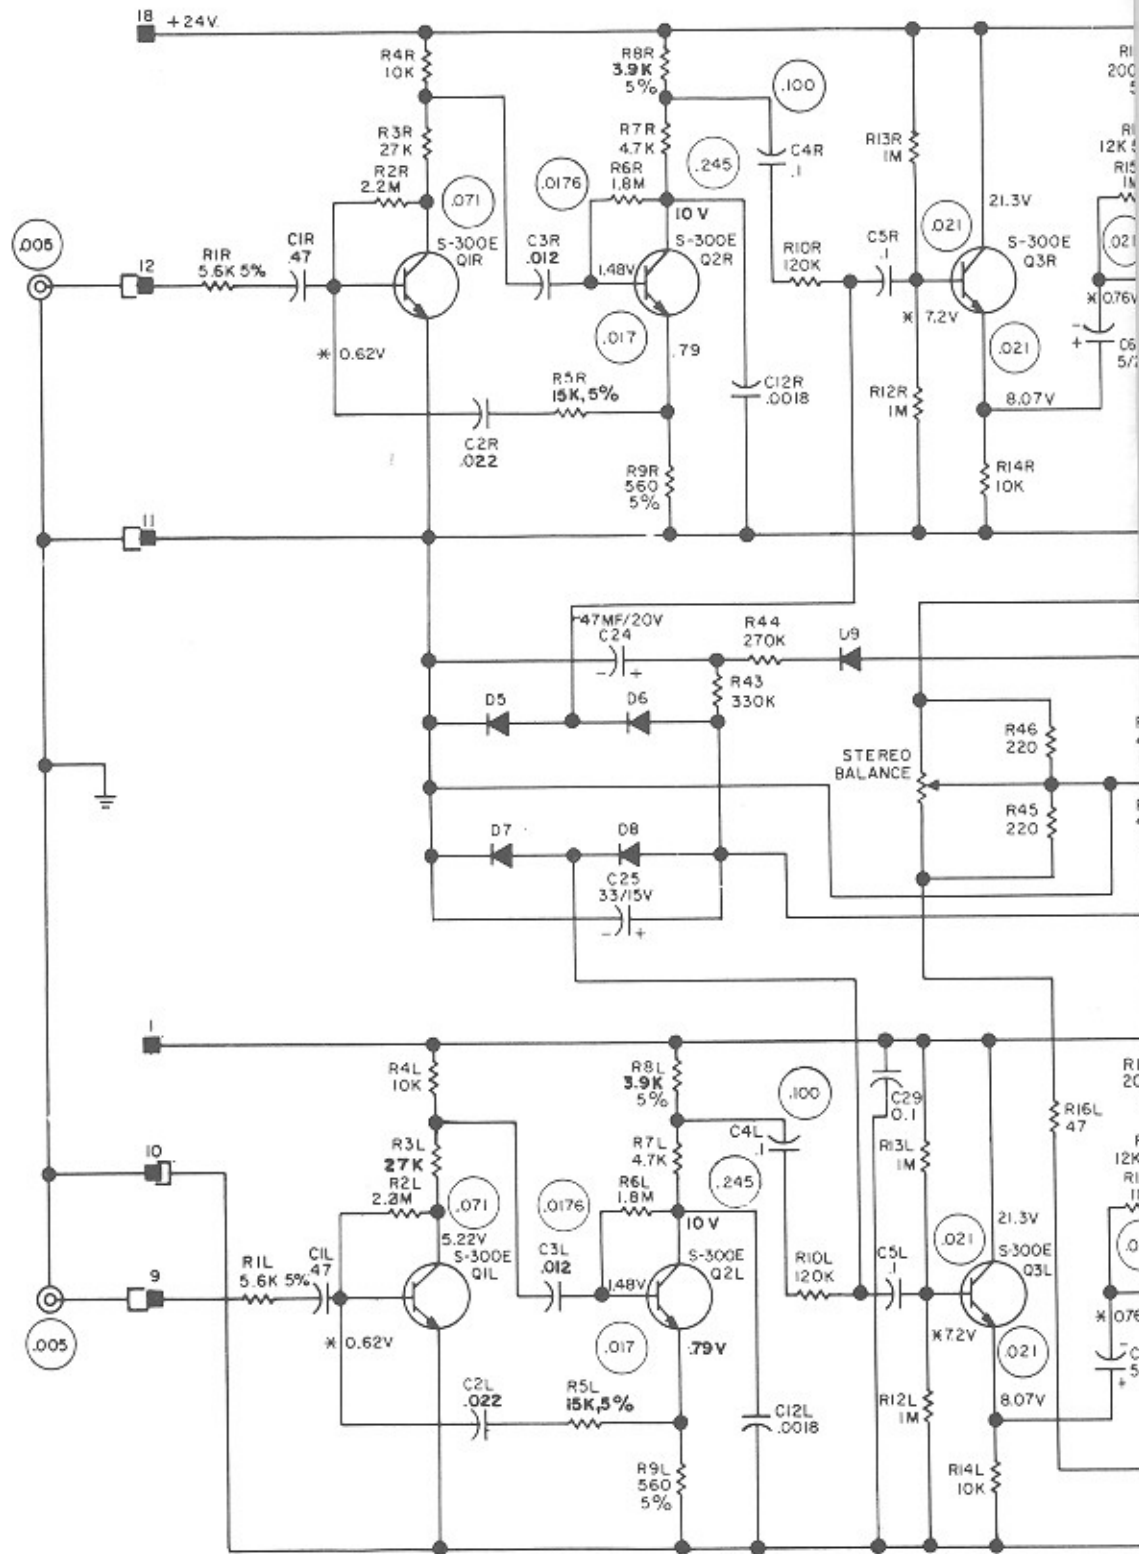 18 +24V.
R4R
10K
R8R
3.9K
5%
.100
R3R
27K
R7R
4.7K
C4R
.1
R13R
1M
R2R
2.2M
R6R
1.8M
.071
.0176
.245
10 V
21.3V
.005
12
R1R
5.6K 5%
C1R
.47
S-300E
Q1R
C3R
.012
1.48V
S-300E
Q2R
R10R
120K
C5R
.1
.021
S-300E
Q3R
.021
* 0.76V
* 7.2V
- +
C6
* 0.62V
.017
.79
.021
R5R
15K, 5%
C12R
.0018
R12R
1M
8.07V
C2R
.022
R9R
560
5%
R14R
10K
11
47MF/20V
C24
- +
R44
270K
D9
R43
330K
D5
D6
R46
220
STEREO
BALANCE
R45
220
D7
D8
C25
33/15V
- +
1
R4L
10K
R8L
3.9K
5%
.100
C29
0.1
R16L
47
R3L
27K
R7L
4.7K
C4L
.1
R13L
1M
12K
10
R2L
2.2M
R6L
1.8M
.071
.0176
.245
10 V
21.3V
5.22V
9
R1L
5.6K 5%
C1L
.47
S-300E
Q1L
C3L
.012
1.48V
S-300E
Q2L
R10L
120K
C5L
.1
.021
S-300E
Q3L
.005
* 0.62V
.017
.79V
*7.2V
.021
- +
C2L
.022
R5L
15K, 5%
C12L
.0018
R12L
1M
8.07V
R9L
560
5%
R14L
10K